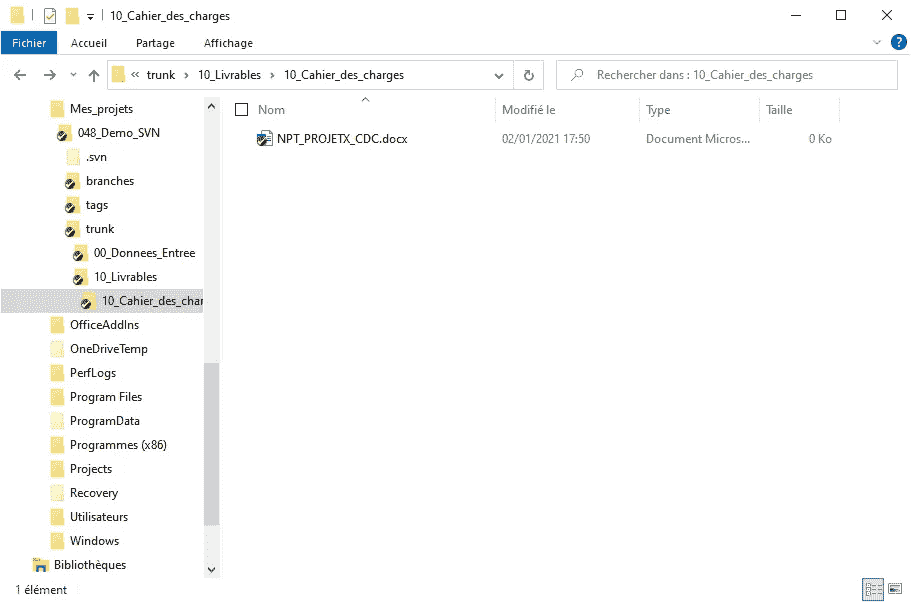 10_Cahier_des_charges
Fichier Accueil Partage Affichage
« trunk > 10_Livrables > 10_Cahier_des_charges Rechercher dans : 10_Cahier_des_charges
Nom Modifié le Type Taille
NPT_PROJETX_CDC.docx 02/01/2021 17:50 Document Micros... 0 Ko
Mes_projets
048_Demo_SVN
.svn
branches
tags
trunk
00_Donnees_Entree
10_Livrables
10_Cahier_des_char
OfficeAddIns
OneDriveTemp
PerfLogs
Program Files
ProgramData
Programmes (x86)
Projects
Recovery
Utilisateurs
Windows
Bibliothèques
1 élément